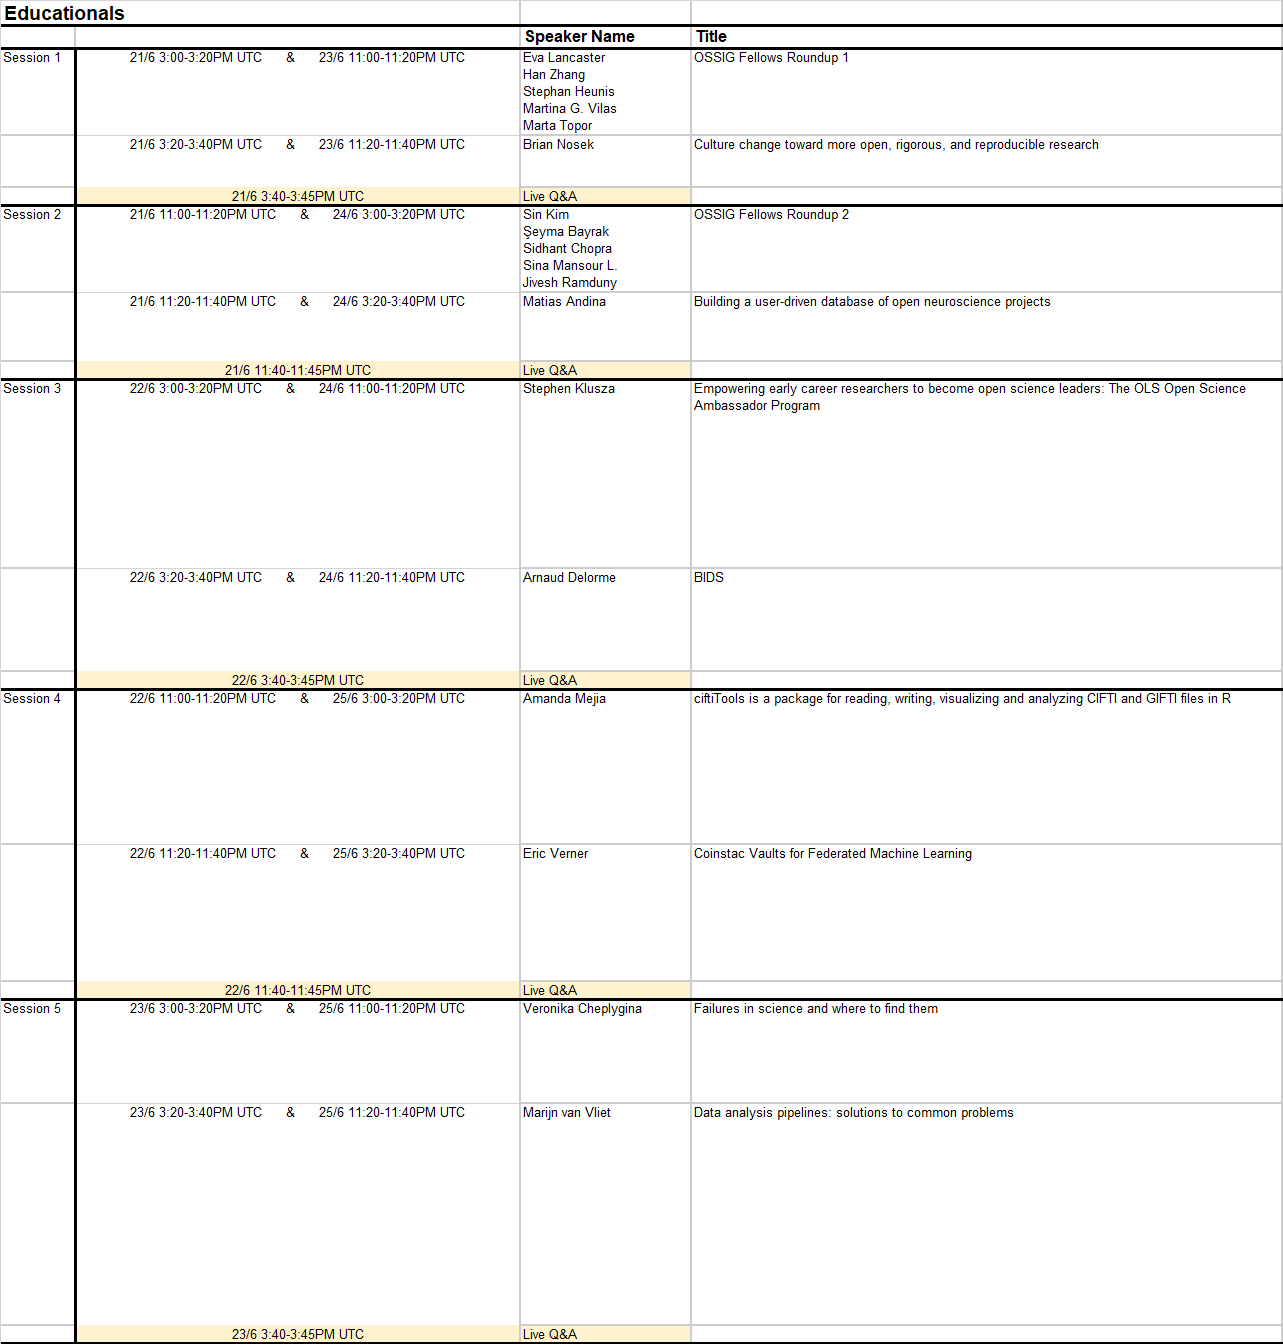 Educationals
Speaker Name Title
Session 1 21/6 3:00-3:20PM UTC & 23/6 11:00-11:20PM UTC Eva Lancaster OSSIG Fellows Roundup 1
Han Zhang
Stephan Heunis
Martina G. Vilas
Marta Topor
21/6 3:20-3:40PM UTC & 23/6 11:20-11:40PM UTC Brian Nosek Culture change toward more open, rigorous, and reproducible research
21/6 3:40-3:45PM UTC Live Q&A
Session 2 21/6 11:00-11:20PM UTC & 24/6 3:00-3:20PM UTC Sin Kim OSSIG Fellows Roundup 2
Şeyma Bayrak
Sidhant Chopra
Sina Mansour L.
Jivesh Ramduny
21/6 11:20-11:40PM UTC & 24/6 3:20-3:40PM UTC Matias Andina Building a user-driven database of open neuroscience projects
21/6 11:40-11:45PM UTC Live Q&A
Session 3 22/6 3:00-3:20PM UTC & 24/6 11:00-11:20PM UTC Stephen Klusza Empowering early career researchers to become open science leaders: The OLS Open Science
Ambassador Program
22/6 3:20-3:40PM UTC & 24/6 11:20-11:40PM UTC Arnaud Delorme BIDS
22/6 3:40-3:45PM UTC Live Q&A
Session 4 22/6 11:00-11:20PM UTC & 25/6 3:00-3:20PM UTC Amanda Mejia ciftiTools is a package for reading, writing, visualizing and analyzing CIFTI and GIFTI files in R
22/6 11:20-11:40PM UTC & 25/6 3:20-3:40PM UTC Eric Verner Coinstac Vaults for Federated Machine Learning
22/6 11:40-11:45PM UTC Live Q&A
Session 5 23/6 3:00-3:20PM UTC & 25/6 11:00-11:20PM UTC Veronika Cheplygina Failures in science and where to find them
23/6 3:20-3:40PM UTC & 25/6 11:20-11:40PM UTC Marijn van Vliet Data analysis pipelines: solutions to common problems
23/6 3:40-3:45PM UTC Live Q&A